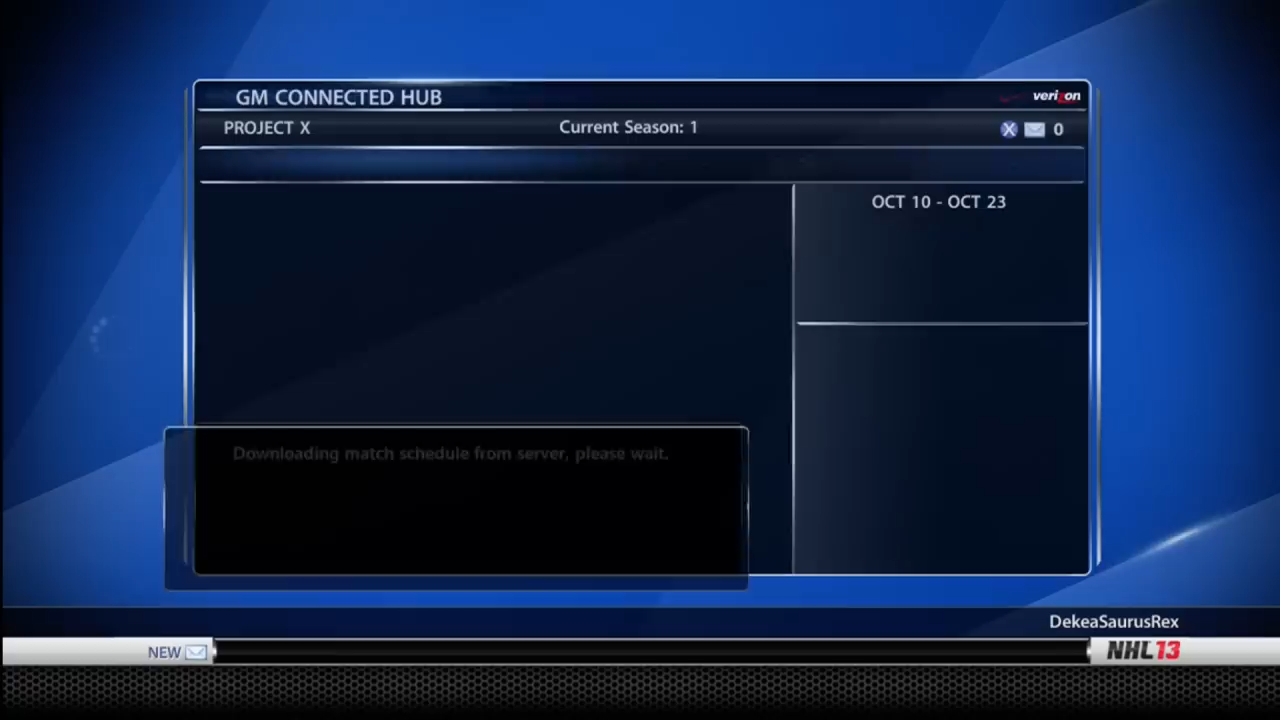 GM CONNECTED HUB
verizon
PROJECT X
Current Season: 1
X 0
OCT 10 - OCT 23
Downloading match schedule from server, please wait.
DekeaSaurusRex
NEW
NHL13